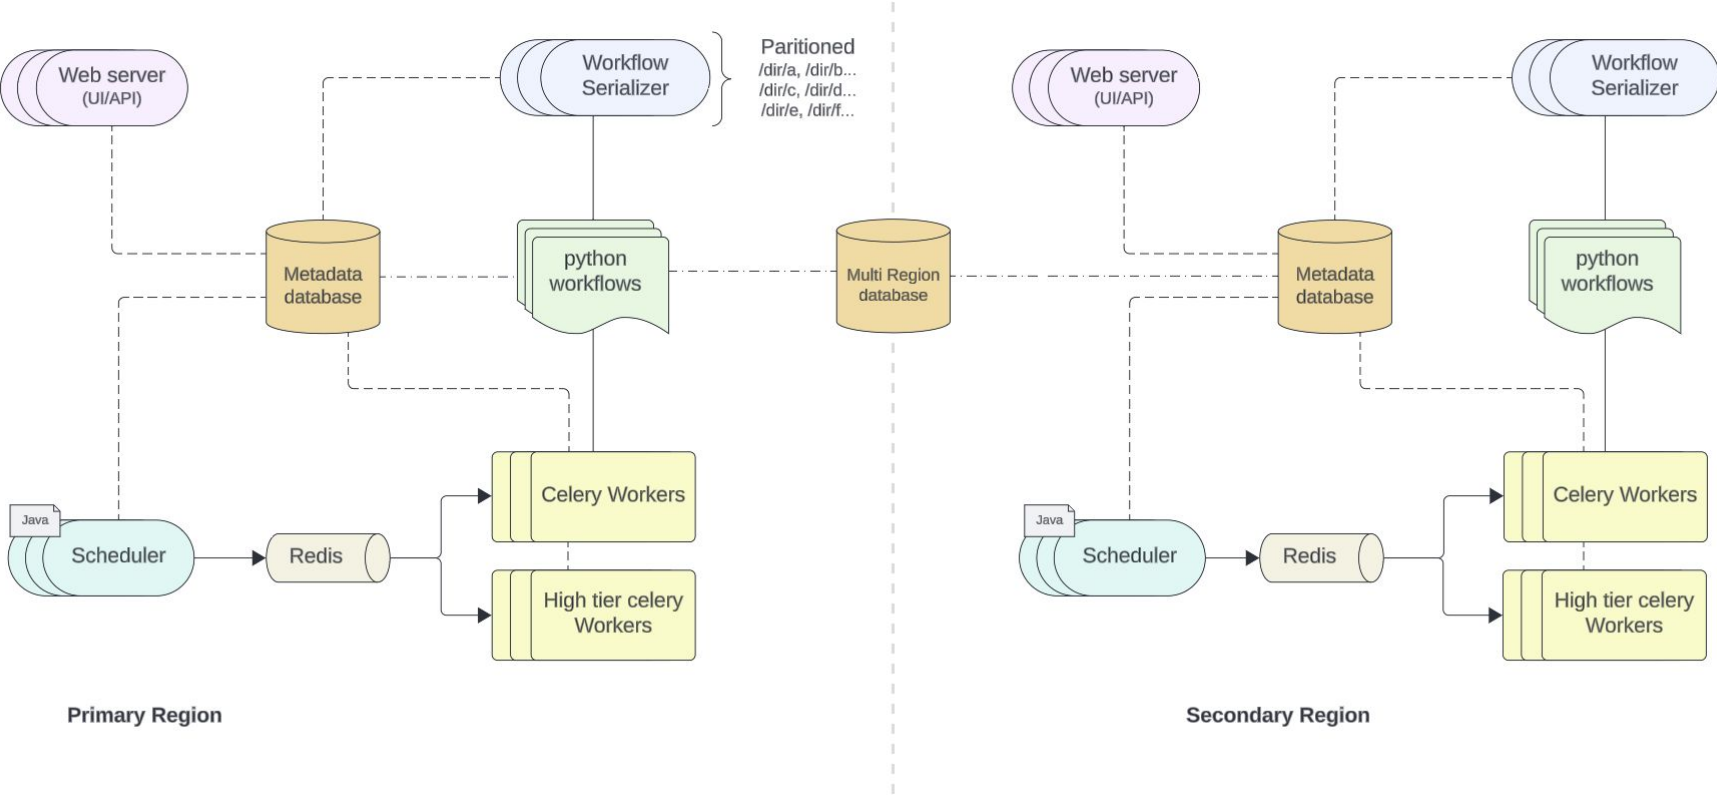 Web server
(UI/API)
Workflow
Serializer
Paritioned
/dir/a, /dir/b...
/dir/c, /dir/d...
/dir/e, /dir/f...
Metadata
database
python
workflows
Multi Region
database
Java
Scheduler
Redis
Celery Workers
High tier celery
Workers
Primary Region
Web server
(UI/API)
Workflow
Serializer
Metadata
database
python
workflows
Java
Scheduler
Redis
Celery Workers
High tier celery
Workers
Secondary Region